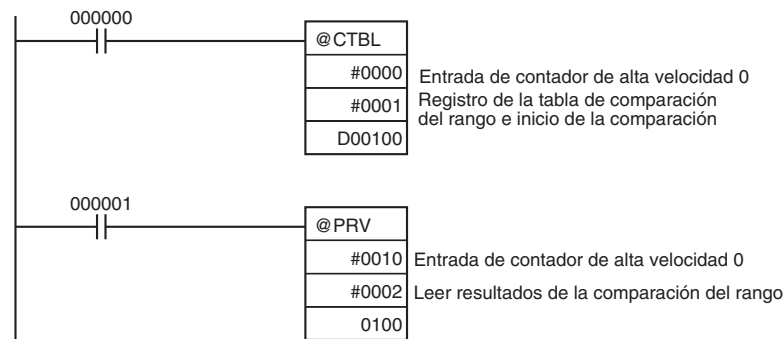 000000
@CTBL
#0000 Entrada de contador de alta velocidad 0
#0001 Registro de la tabla de comparación
del rango e inicio de la comparación
D00100
000001
@PRV
#0010 Entrada de contador de alta velocidad 0
#0002 Leer resultados de la comparación del rango
0100